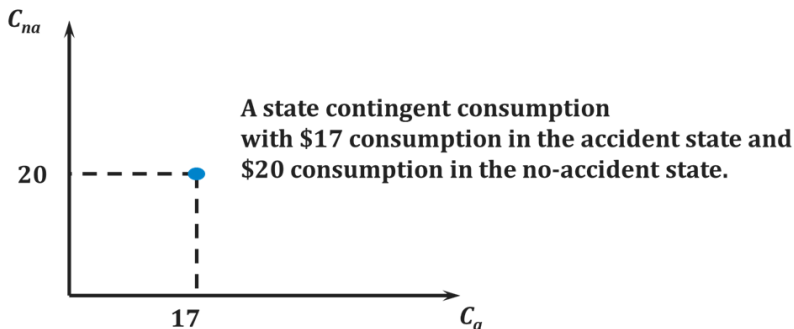 C_na
A state contingent consumption
with $17 consumption in the accident state and
20
$20 consumption in the no-accident state.
17
C_a